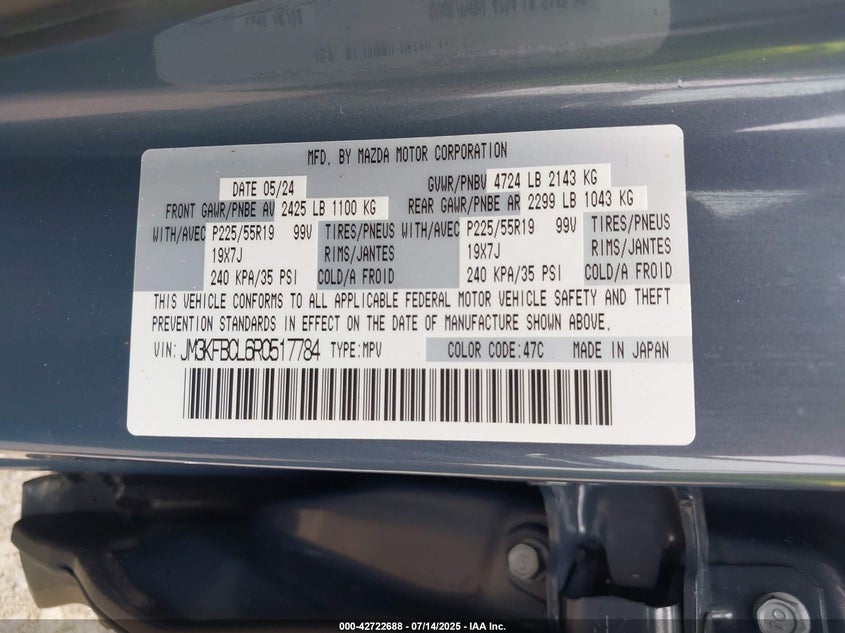 MFD. BY MAZDA MOTOR CORPORATION
DATE 05/24 GVWR/PNBV 4724 LB 2143 KG
FRONT GAWR/PNBE AV 2425 LB 1100 KG REAR GAWR/PNBE AR 2299 LB 1043 KG
WITH/AVEC P225/55R19 99V TIRES/PNEUS WITH/AVEC P225/55R19 99V TIRES/PNEUS
19X7J RIMS/JANTES 19X7J RIMS/JANTES
240 KPA/35 PSI COLD/A FROID 240 KPA/35 PSI COLD/A FROID
THIS VEHICLE CONFORMS TO ALL APPLICABLE FEDERAL MOTOR VEHICLE SAFETY AND THEFT
PREVENTION STANDARDS IN EFFECT ON THE DATE OF MANUFACTURE SHOWN ABOVE.
VIN: JM3KFBCL6R0517784 TYPE:MPV COLOR CODE:47C MADE IN JAPAN
000-42722688 - 07/14/2025 - IAA Inc.